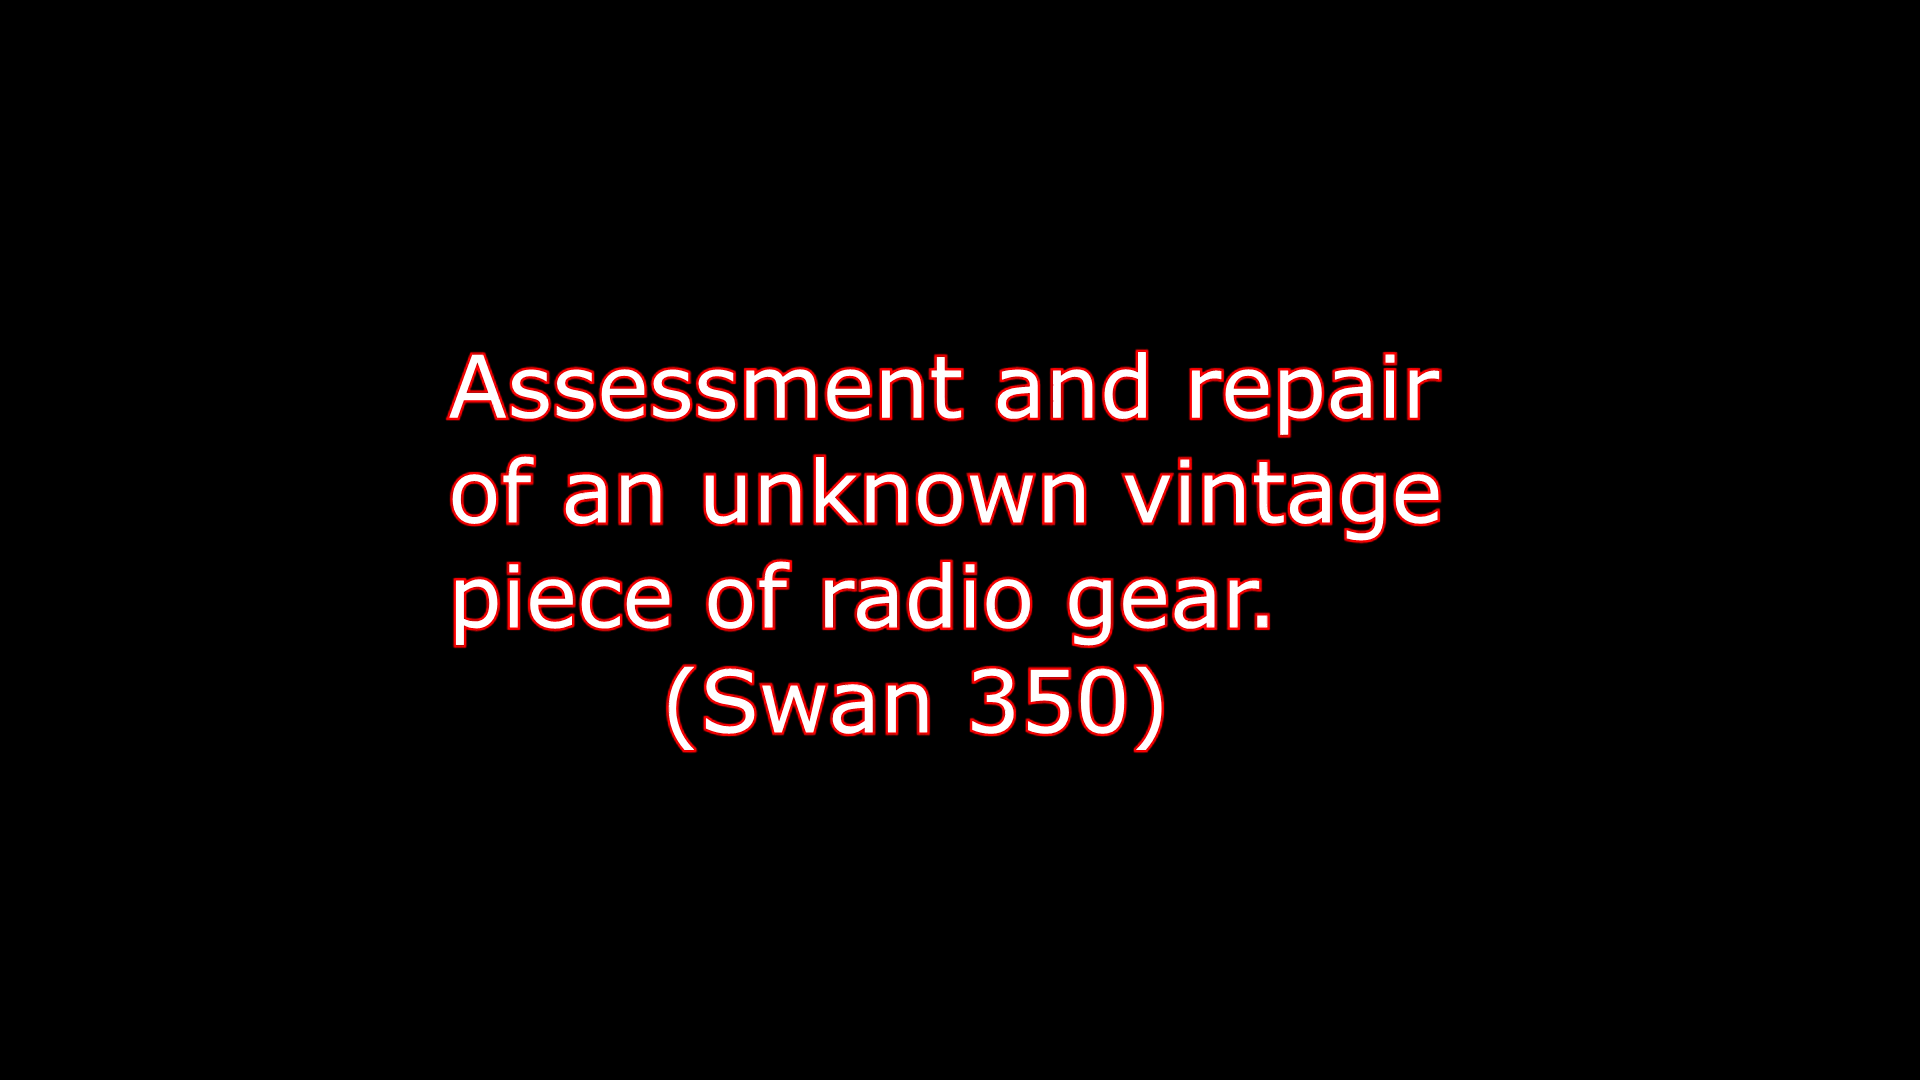 Assessment and repair
of an unknown vintage
piece of radio gear.
(Swan 350)